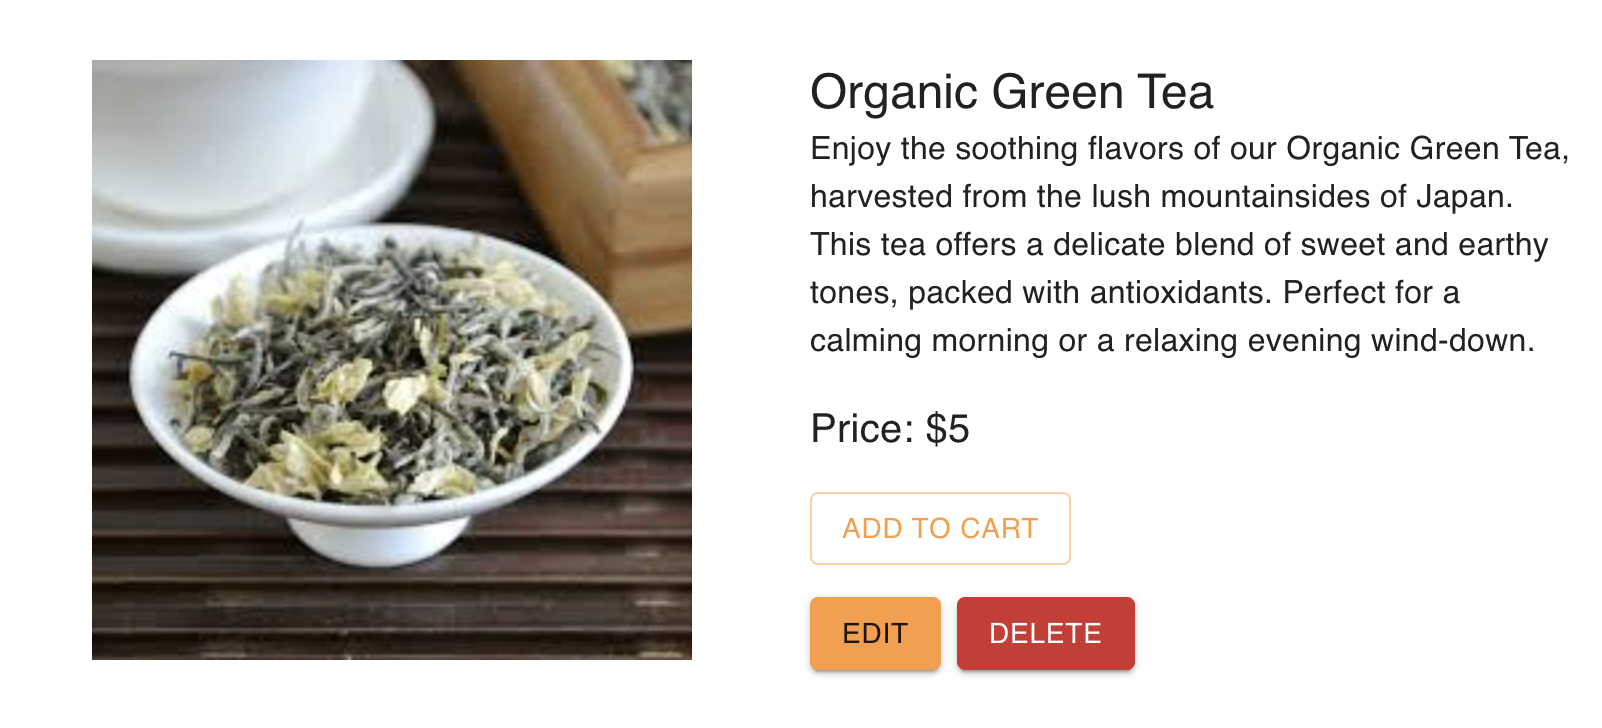 Organic Green Tea
Enjoy the soothing flavors of our Organic Green Tea,
harvested from the lush mountainsides of Japan.
This tea offers a delicate blend of sweet and earthy
tones, packed with antioxidants. Perfect for a
calming morning or a relaxing evening wind-down.
Price: $5
ADD TO CART
EDIT
DELETE